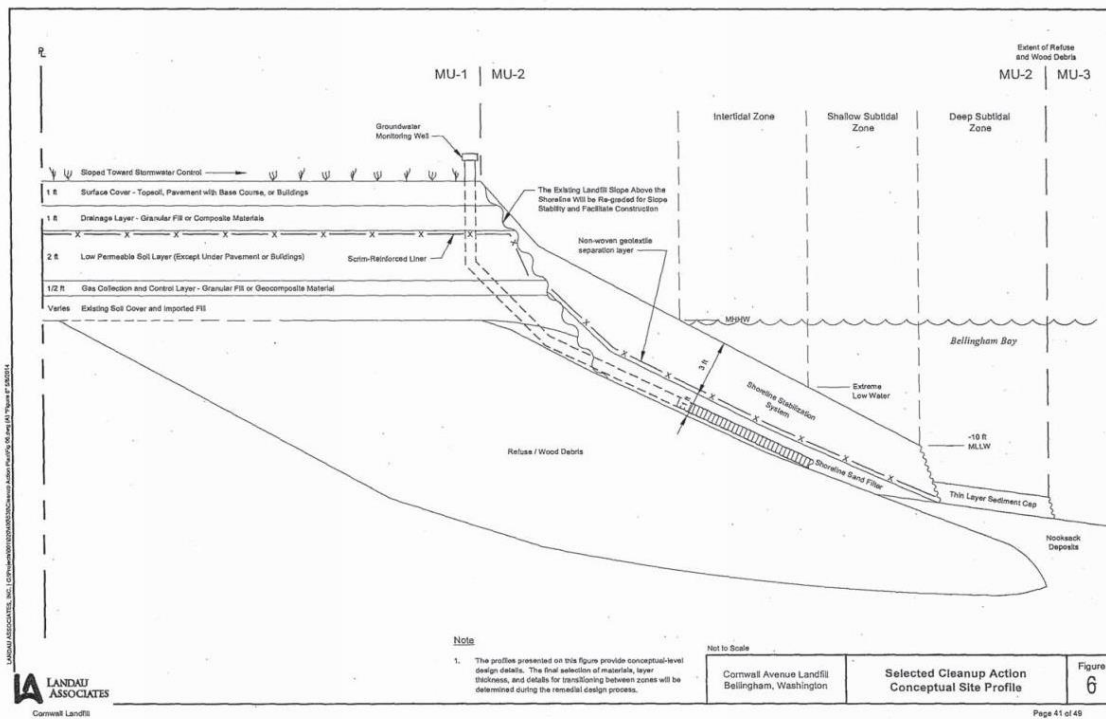 Extent of Refuse
and Wood Debris
MU-1
MU-2
MU-2
MU-3
Groundwater
Monitoring Well
Intertidal Zone
Shallow Subtidal
Zone
Deep Subtidal
Zone
Sloped Toward Stormwater Control
1 ft Surface Cover - Topsoil, Pavement with Base Course, or Buildings
The Existing Landfill Slope Above the
Shoreline Will be Re-graded for Slope
Stability and Facilitate Construction
1 ft Drainage Layer - Granular Fill or Composite Materials
Non-woven geotextile
separation layer
2 ft Low Permeable Soil Layer (Except Under Pavement or Buildings)
Scrim-Reinforced Liner
1/2 ft Gas Collection and Control Layer - Granular Fill or Geocomposite Material
Varies Existing Soil Cover and Imported Fill
MHHW
Bellingham Bay
3 ft
Shoreline Stabilization
System
Extreme
Low Water
-10 ft
MLLW
Refuse / Wood Debris
Shoreline Sand Filter
Thin Layer Sediment Cap
Nooksack
Deposits
Note
1. The profiles presented on this figure provide conceptual-level
design details. The final selection of materials, layer
thickness, and details for transitioning between zones will be
determined during the remedial design process.
Not to Scale
LANDAU
ASSOCIATES
Cornwall Landfill
Cornwall Avenue Landfill
Bellingham, Washington
Selected Cleanup Action
Conceptual Site Profile
Figure
6
Page 41 of 49